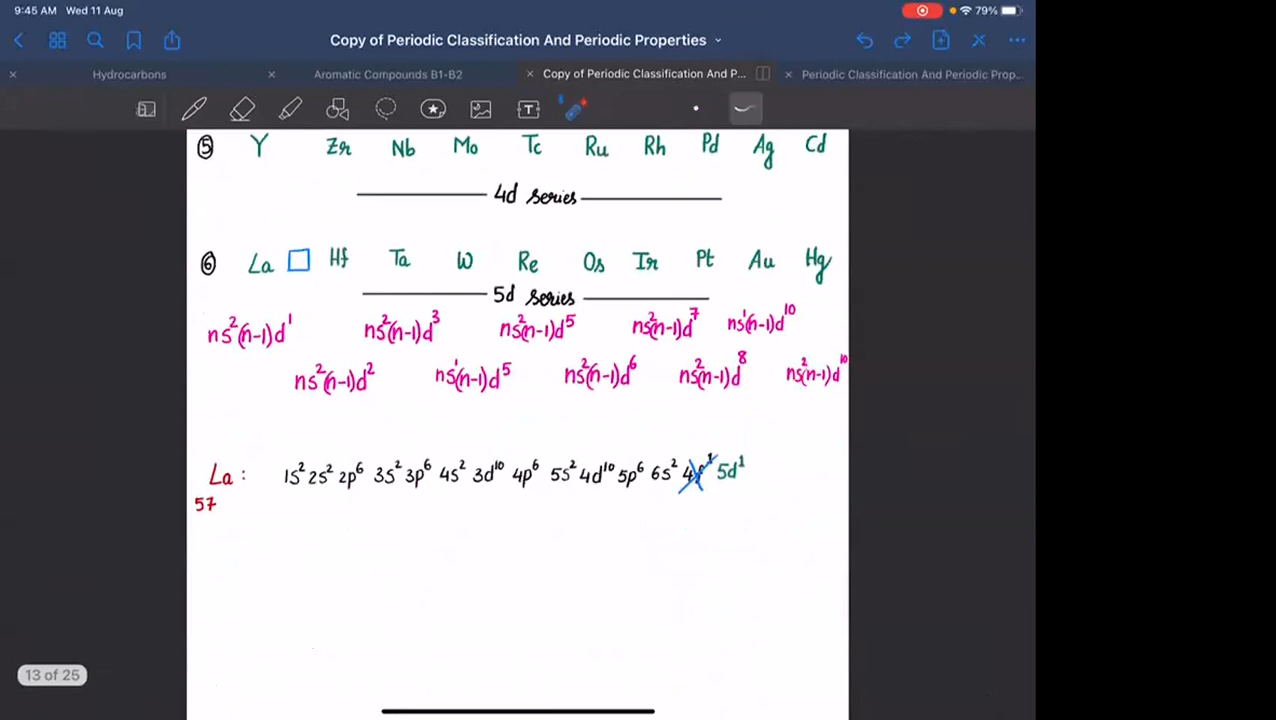 9:45 AM Wed 11 Aug 79%
Copy of Periodic Classification And Periodic Properties
Hydrocarbons Aromatic Compounds B1-B2 Copy of Periodic Classification And P... Periodic Classification And Periodic Prop...
⑤ Y Zr Nb Mo Tc Ru Rh Pd Ag Cd
4d series
⑥ La Hf Ta W Re Os Ir Pt Au Hg
5d series
ns²(n-1)d¹ ns²(n-1)d³ ns²(n-1)d⁵ ns²(n-1)d⁷ ns¹(n-1)d¹⁰
ns²(n-1)d² ns¹(n-1)d⁵ ns²(n-1)d⁶ ns²(n-1)d⁸ ns²(n-1)d¹⁰
La : 1s² 2s² 2p⁶ 3s² 3p⁶ 4s² 3d¹⁰ 4p⁶ 5s² 4d¹⁰ 5p⁶ 6s² 4f¹ 5d¹
57
13 of 25